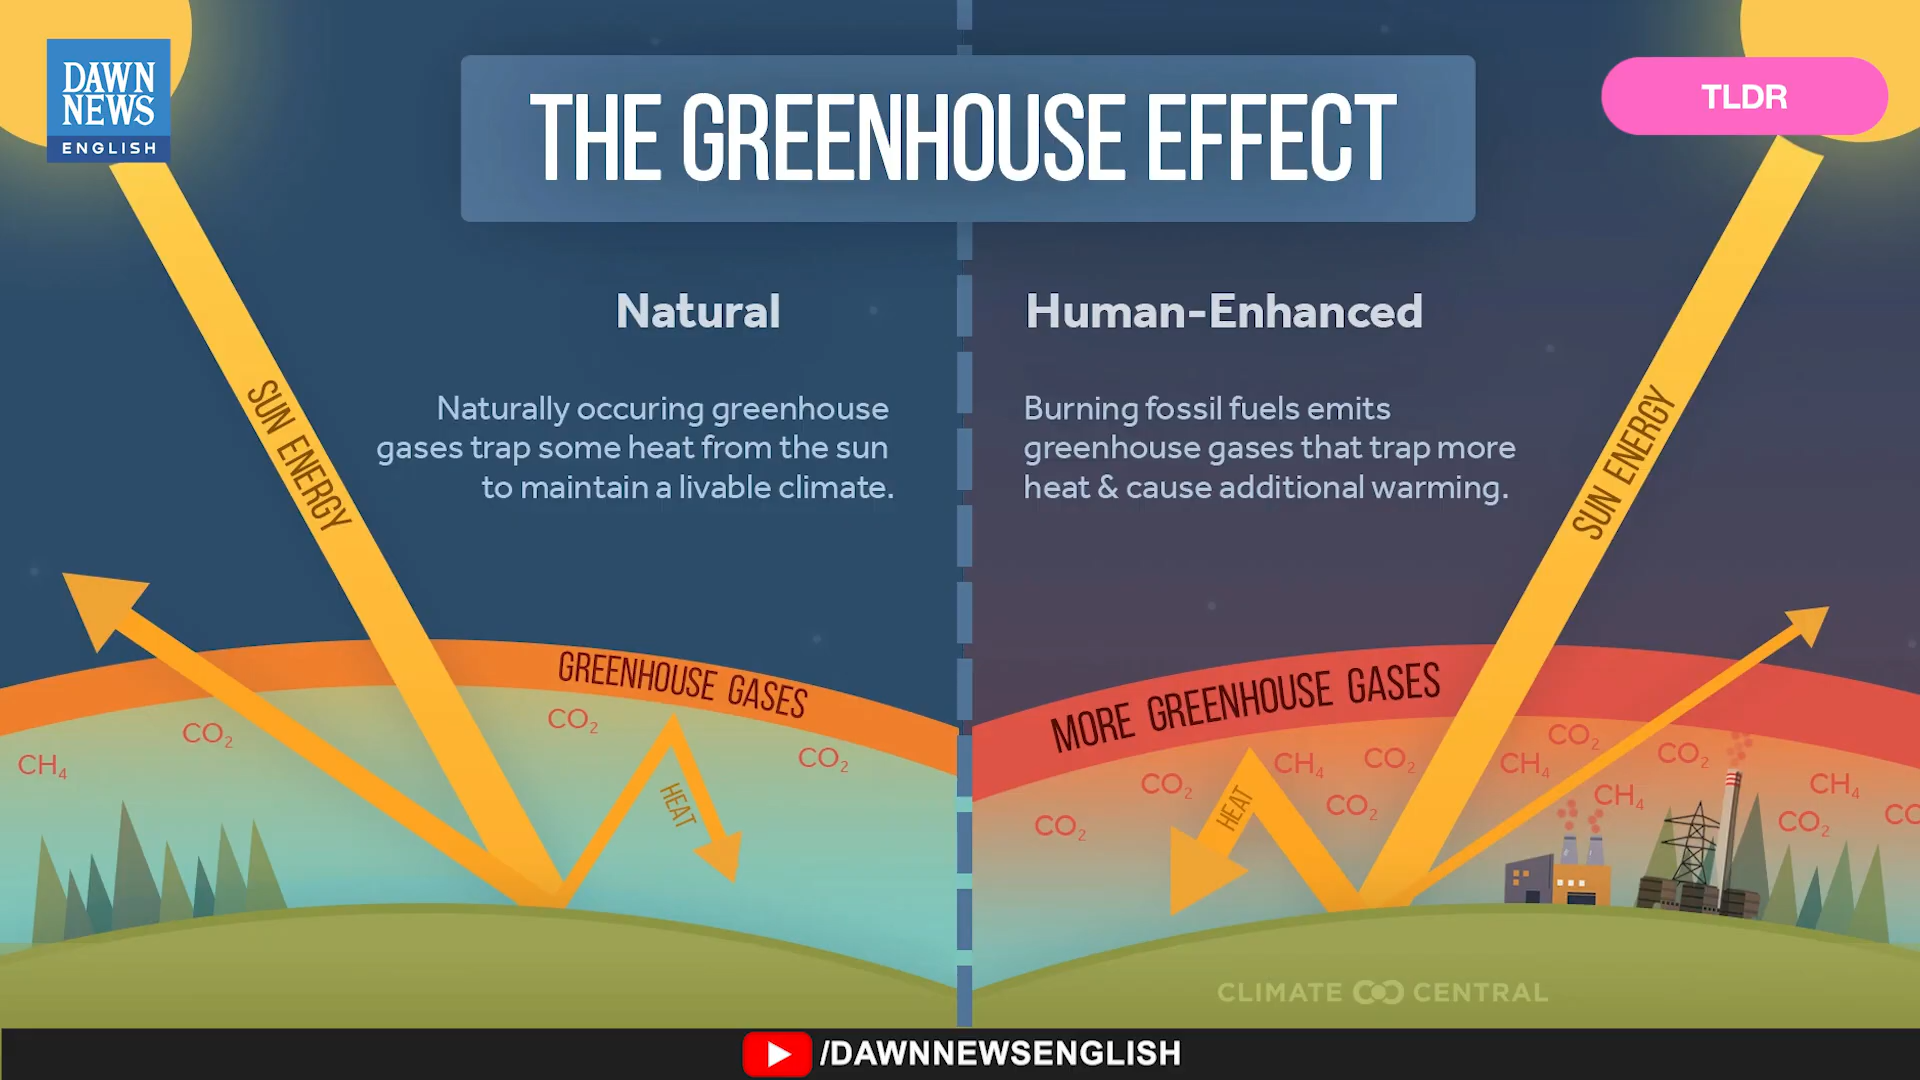 DAWN
NEWS
ENGLISH
THE GREENHOUSE EFFECT
TLDR
Natural
Naturally occuring greenhouse
gases trap some heat from the sun
to maintain a livable climate.
SUN ENERGY
GREENHOUSE GASES
CH₄
CO₂
CO₂
CO₂
HEAT
Human-Enhanced
Burning fossil fuels emits
greenhouse gases that trap more
heat & cause additional warming.
SUN ENERGY
MORE GREENHOUSE GASES
CO₂
CO₂
CH₄
CO₂
CO₂
CH₄
CO₂
CH₄
CO₂
CH₄
CO₂
CO
HEAT
CLIMATE CENTRAL
/DAWNNEWSENGLISH